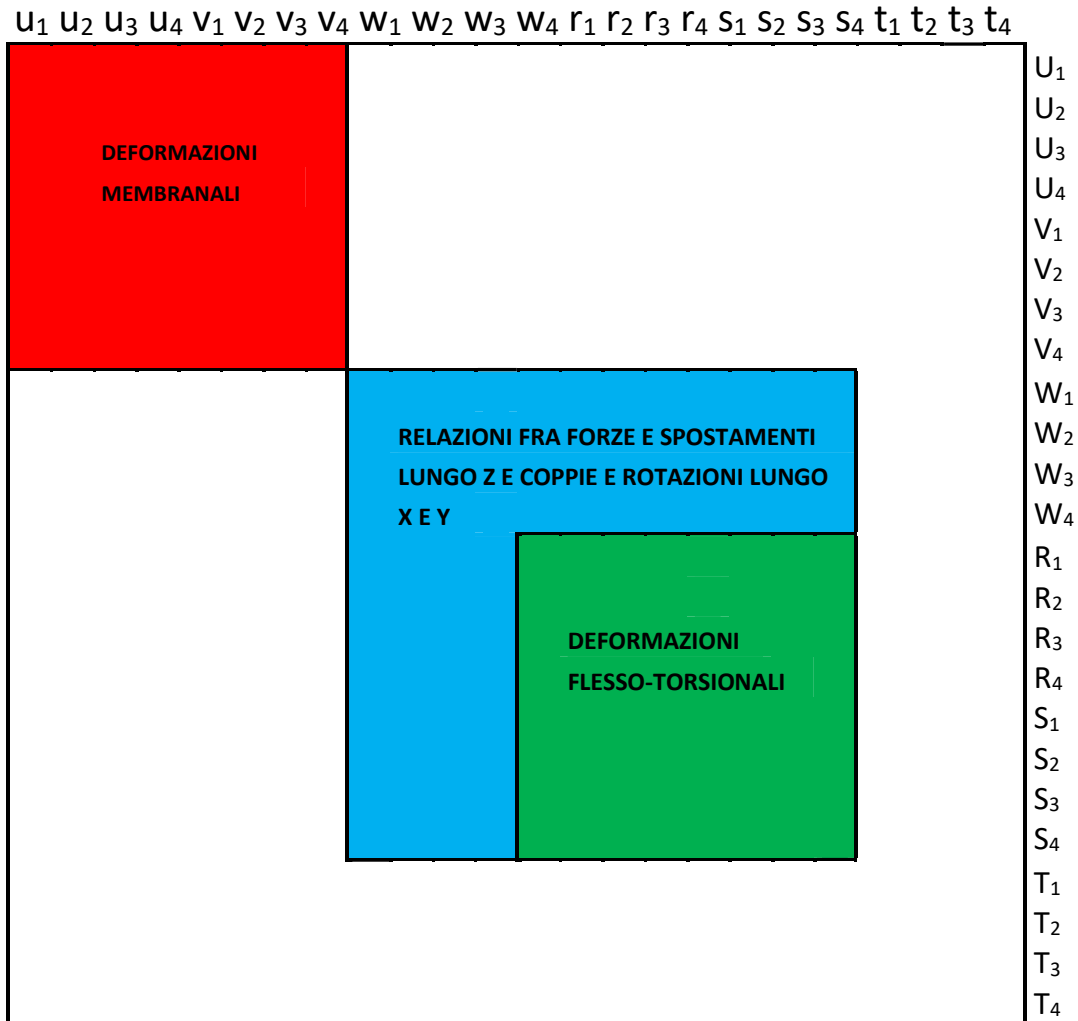 u₁ u₂ u₃ u₄ v₁ v₂ v₃ v₄ w₁ w₂ w₃ w₄ r₁ r₂ r₃ r₄ s₁ s₂ s₃ s₄ t₁ t₂ t₃ t₄
U₁
U₂
U₃
U₄
V₁
V₂
V₃
V₄
W₁
W₂
W₃
W₄
R₁
R₂
R₃
R₄
S₁
S₂
S₃
S₄
T₁
T₂
T₃
T₄
DEFORMAZIONI
MEMBRANALI
RELAZIONI FRA FORZE E SPOSTAMENTI
LUNGO Z E COPPIE E ROTAZIONI LUNGO
X E Y
DEFORMAZIONI
FLESSO-TORSIONALI